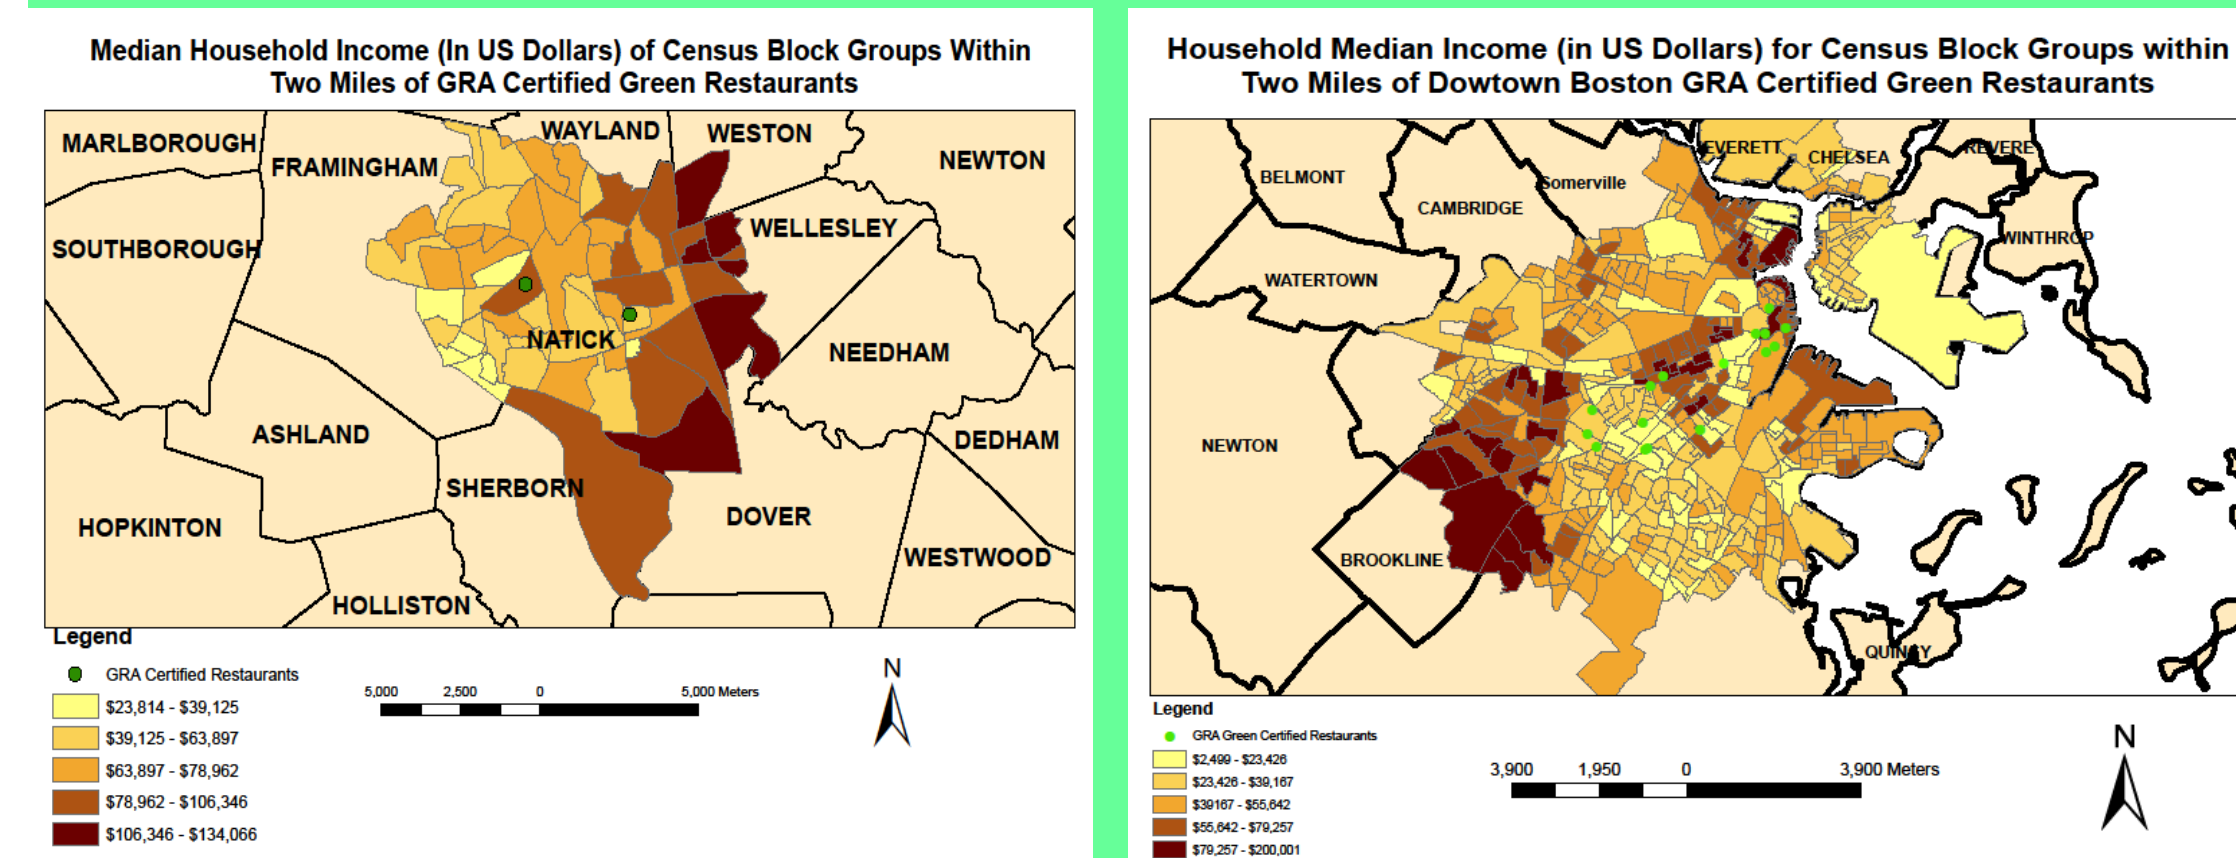 Median Household Income (In US Dollars) of Census Block Groups Within
Two Miles of GRA Certified Green Restaurants
MARLBOROUGH
FRAMINGHAM
WAYLAND
WESTON
NEWTON
SOUTHBOROUGH
WELLESLEY
NATICK
NEEDHAM
ASHLAND
DEDHAM
SHERBORN
HOPKINTON
DOVER
WESTWOOD
HOLLISTON
Legend
GRA Certified Restaurants
$23,814 - $39,125
$39,125 - $63,897
$63,897 - $78,962
$78,962 - $106,346
$106,346 - $134,066
5,000 2,500 0 5,000 Meters
N
Household Median Income (in US Dollars) for Census Block Groups within
Two Miles of Dowtown Boston GRA Certified Green Restaurants
EVERETT
CHELSEA
REVERE
BELMONT
Somerville
CAMBRIDGE
WINTHROP
WATERTOWN
NEWTON
BROOKLINE
QUINCY
Legend
GRA Green Certified Restaurants
$2,499 - $23,426
$23,426 - $39,167
$39167 - $55,642
$55,642 - $79,257
$79,257 - $200,001
3,900 1,950 0 3,900 Meters
N